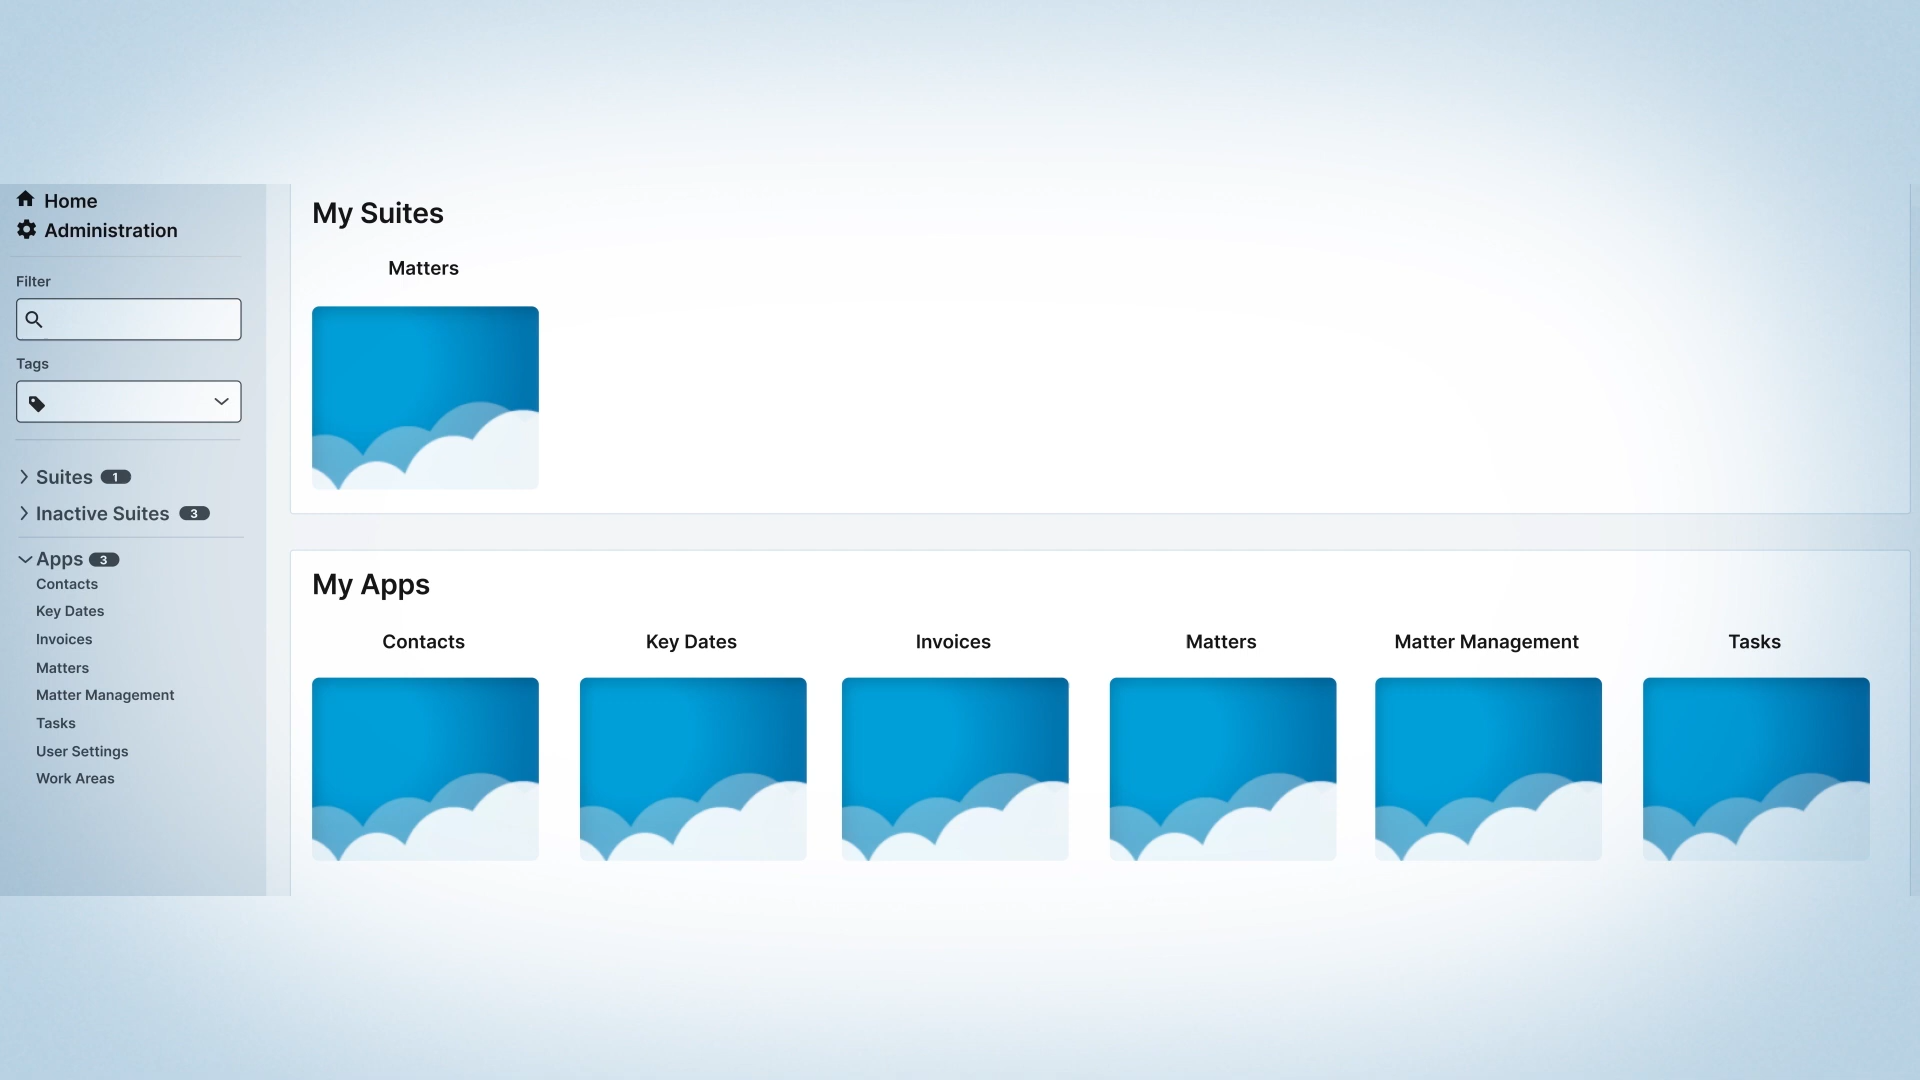 Home
Administration
Filter
Tags
Suites 1
Inactive Suites 3
Apps 3
Contacts
Key Dates
Invoices
Matters
Matter Management
Tasks
User Settings
Work Areas
My Suites
Matters
My Apps
Contacts Key Dates Invoices Matters Matter Management Tasks